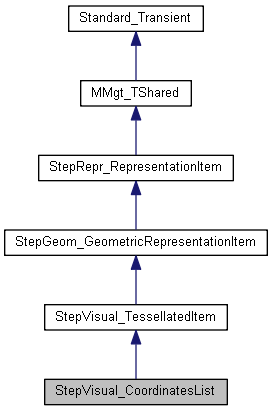 Standard_Transient
MMgt_TShared
StepRepr_RepresentationItem
StepGeom_GeometricRepresentationItem
StepVisual_TessellatedItem
StepVisual_CoordinatesList